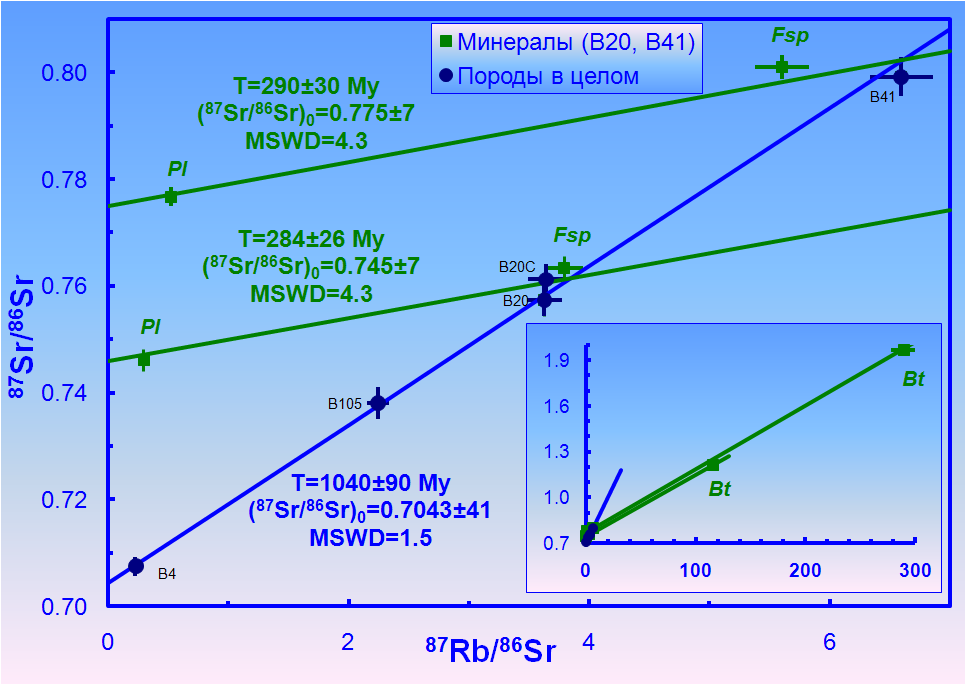 Fsp
Минералы (В20, В41)
Породы в целом
0.80
T=290±30 My
(⁸⁷Sr/⁸⁶Sr)₀=0.775±7
MSWD=4.3
B41
Pl
0.78
T=284±26 My
(⁸⁷Sr/⁸⁶Sr)₀=0.745±7
MSWD=4.3
Fsp
B20C
0.76
B20
⁸⁷Sr/⁸⁶Sr
Pl
0.74
B105
T=1040±90 My
(⁸⁷Sr/⁸⁶Sr)₀=0.7043±41
MSWD=1.5
0.72
B4
0.70
1.9
Bt
1.6
1.3
Bt
1.0
0.7
0 100 200 300
0 2 4 6
⁸⁷Rb/⁸⁶Sr